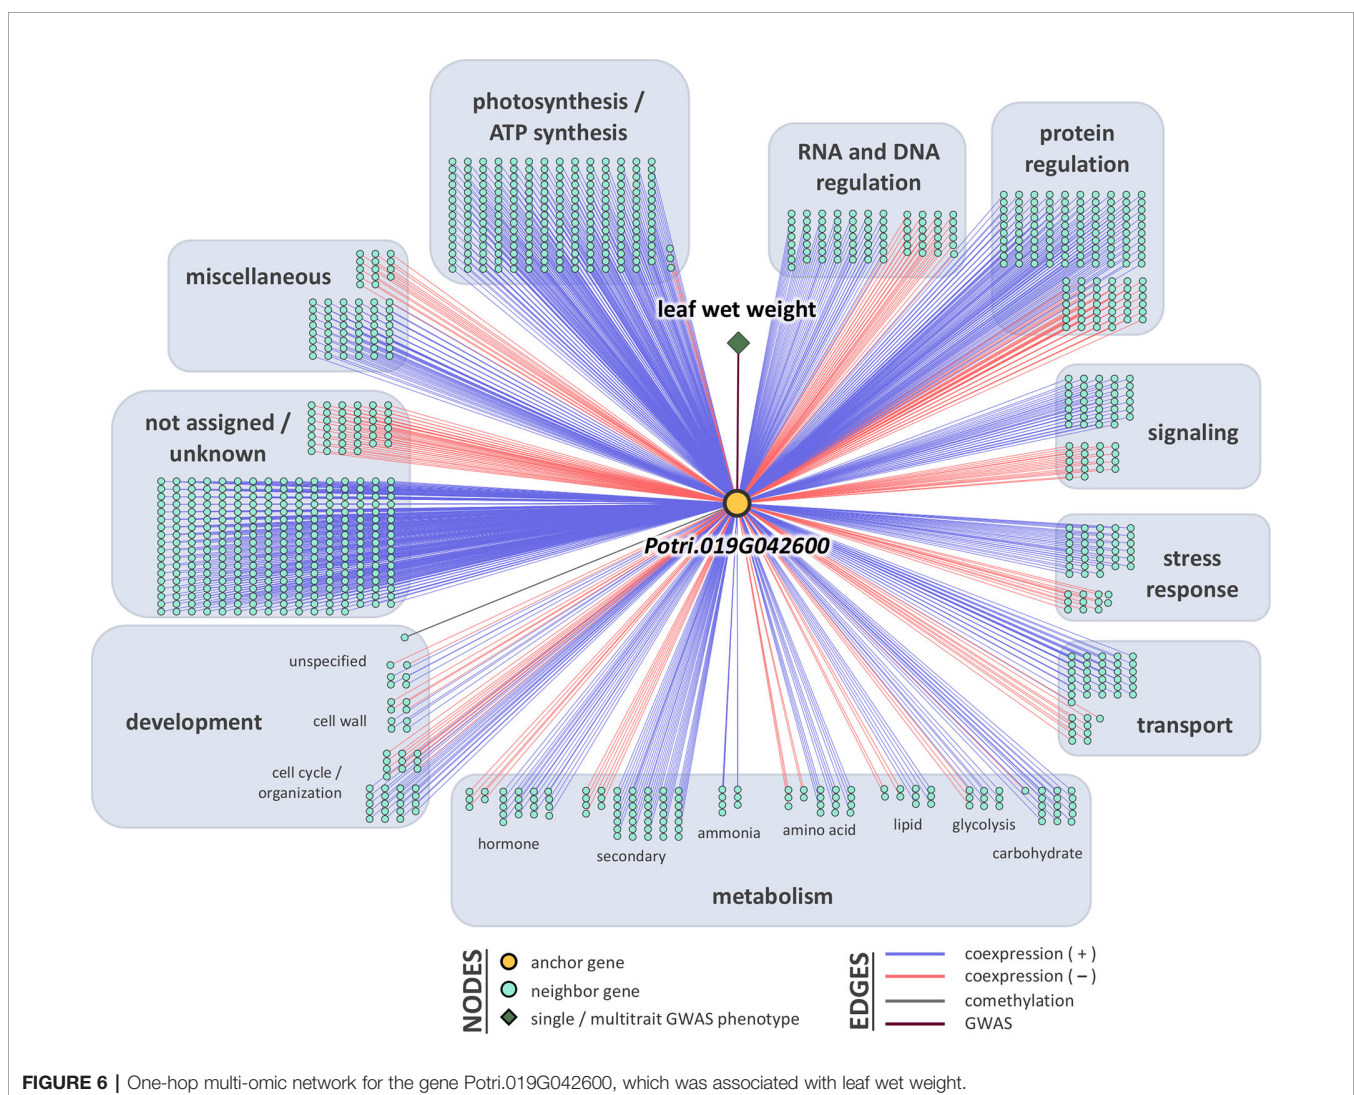 photosynthesis /
ATP synthesis
RNA and DNA
regulation
protein
regulation
miscellaneous
leaf wet weight
not assigned /
unknown
signaling
Potri.019G042600
stress
response
unspecified
development
cell wall
transport
cell cycle /
organization
hormone
secondary
ammonia
amino acid
lipid
glycolysis
carbohydrate
metabolism
NODES
anchor gene
neighbor gene
single / multitrait GWAS phenotype
EDGES
coexpression ( + )
coexpression ( – )
comethylation
GWAS
FIGURE 6 | One-hop multi-omic network for the gene Potri.019G042600, which was associated with leaf wet weight.